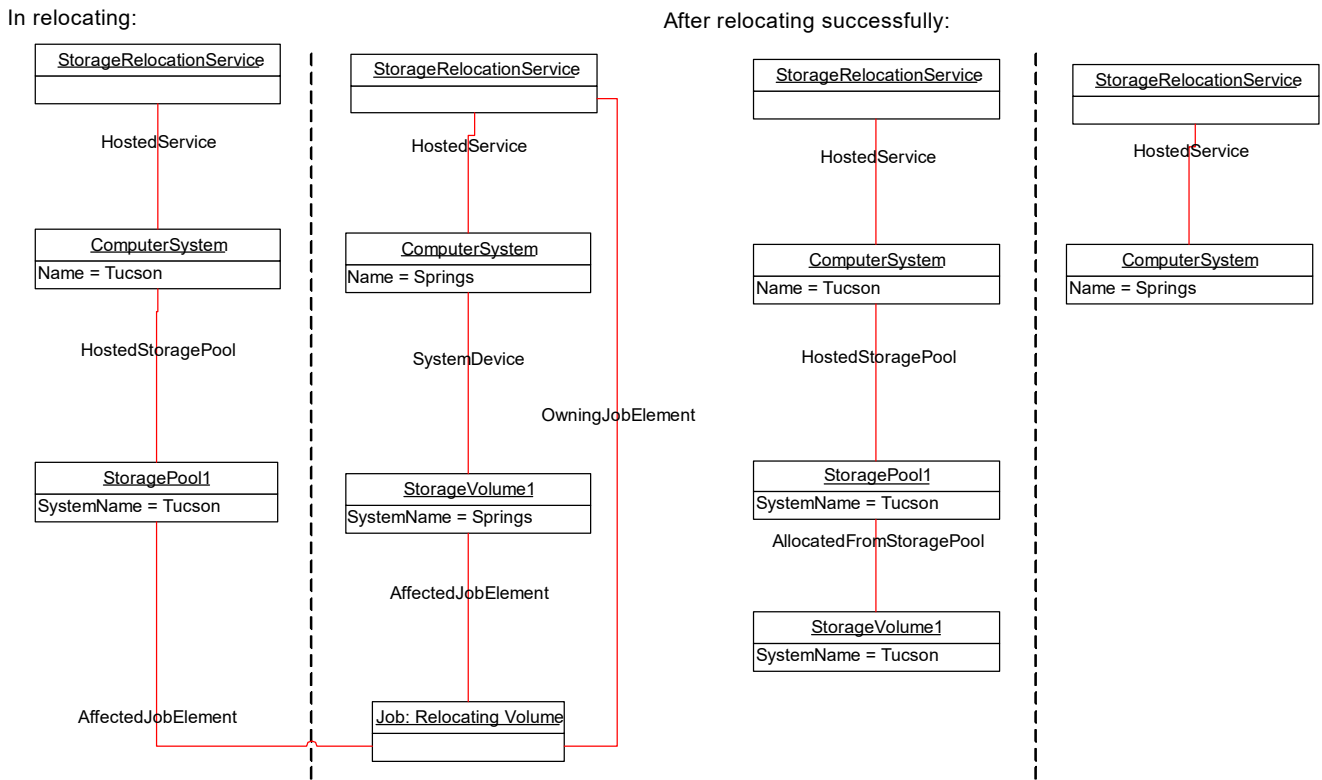 In relocating:
StorageRelocationService
HostedService
ComputerSystem
Name = Tucson
HostedStoragePool
StoragePool1
SystemName = Tucson
AffectedJobElement
StorageRelocationService
HostedService
ComputerSystem
Name = Springs
SystemDevice
OwningJobElement
StorageVolume1
SystemName = Springs
AffectedJobElement
Job: Relocating Volume
After relocating successfully:
StorageRelocationService
HostedService
ComputerSystem
Name = Tucson
HostedStoragePool
StoragePool1
SystemName = Tucson
AllocatedFromStoragePool
StorageVolume1
SystemName = Tucson
StorageRelocationService
HostedService
ComputerSystem
Name = Springs